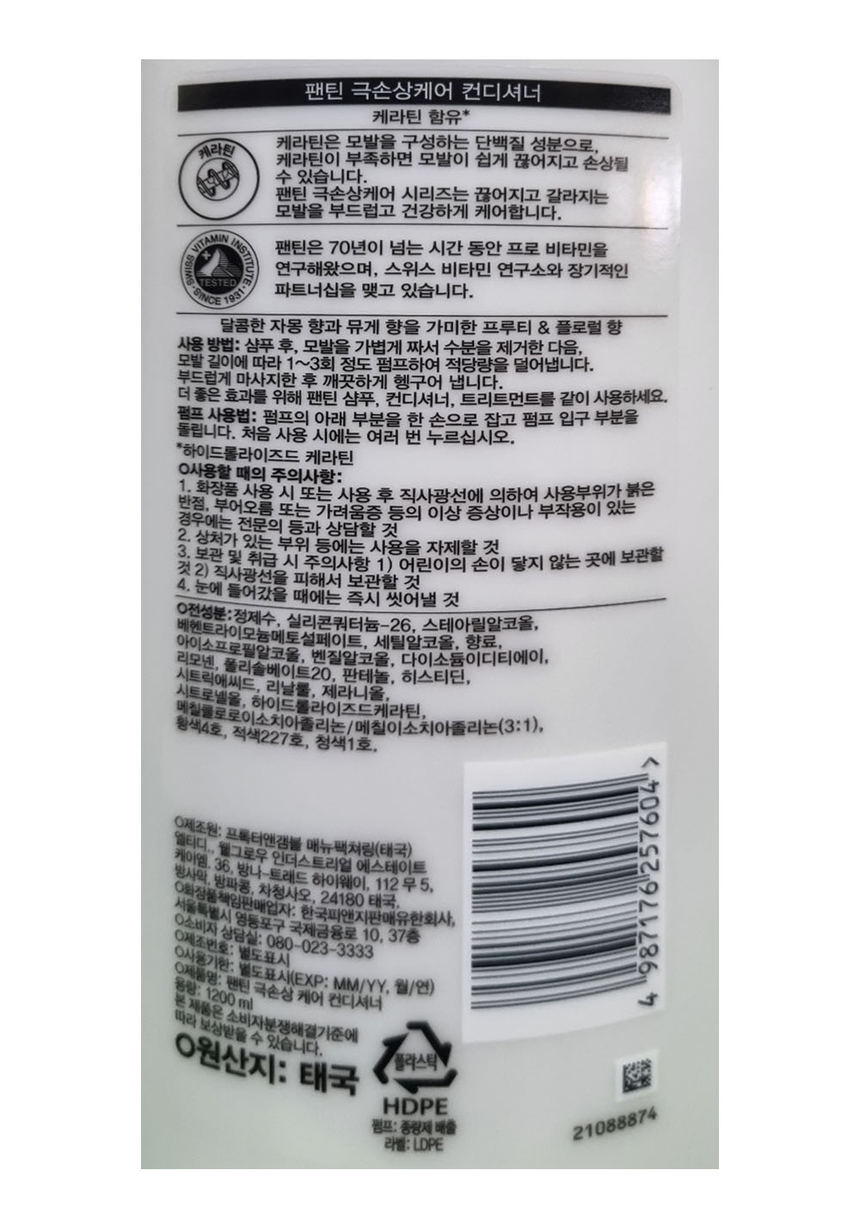 팬틴 극손상케어 컨디셔너
케라틴 함유*
케라틴
케라틴은 모발을 구성하는 단백질 성분으로,
케라틴이 부족하면 모발이 쉽게 끊어지고 손상될
수 있습니다.
팬틴 극손상케어 시리즈는 끊어지고 갈라지는
모발을 부드럽고 건강하게 케어합니다.
SWISS VITAMIN INSTITUTE
TESTED
·SINCE 1931·
팬틴은 70년이 넘는 시간 동안 프로 비타민을
연구해왔으며, 스위스 비타민 연구소와 장기적인
파트너십을 맺고 있습니다.
달콤한 자몽 향과 뮤게 향을 가미한 프루티 & 플로럴 향
사용 방법: 샴푸 후, 모발을 가볍게 짜서 수분을 제거한 다음,
모발 길이에 따라 1~3회 정도 펌프하여 적당량을 덜어냅니다.
부드럽게 마사지한 후 깨끗하게 헹구어 냅니다.
더 좋은 효과를 위해 팬틴 샴푸, 컨디셔너, 트리트먼트를 같이 사용하세요.
펌프 사용법: 펌프의 아래 부분을 한 손으로 잡고 펌프 입구 부분을
돌립니다. 처음 사용 시에는 여러 번 누르십시오.
*하이드롤라이즈드 케라틴
O사용할 때의 주의사항:
1. 화장품 사용 시 또는 사용 후 직사광선에 의하여 사용부위가 붉은
반점, 부어오름 또는 가려움증 등의 이상 증상이나 부작용이 있는
경우에는 전문의 등과 상담할 것
2. 상처가 있는 부위 등에는 사용을 자제할 것
3. 보관 및 취급 시 주의사항 1) 어린이의 손이 닿지 않는 곳에 보관할
것 2) 직사광선을 피해서 보관할 것
4. 눈에 들어갔을 때에는 즉시 씻어낼 것
O전성분:정제수, 실리콘쿼터늄-26, 스테아릴알코올,
베헨트라이모늄메토설페이트, 세틸알코올, 향료,
아이소프로필알코올, 벤질알코올, 다이소듐이디티에이,
리모넨, 폴리솔베이트20, 판테놀, 히스티딘,
시트릭애씨드, 리날룰, 제라니올,
시트로넬올, 하이드롤라이즈드케라틴,
메칠클로로이소치아졸리논/메칠이소치아졸리논(3:1),
황색4호, 적색227호, 청색1호.
O제조원: 프록터앤갬블 매뉴팩쳐링(태국)
엘티디., 웰그로우 인더스트리얼 에스테이트
케이엠, 36, 방나-트레드 하이웨이, 112 무 5,
방사막, 방파콩, 차청사오, 24180 태국,
O화장품책임판매업자: 한국피앤지판매유한회사,
서울특별시 영등포구 국제금융로 10, 37층
O소비자 상담실: 080-023-3333
O제조번호: 별도표시
O사용기한: 별도표시(EXP: MM/YY, 월/연)
O제품명: 팬틴 극손상 케어 컨디셔너
용량: 1200 ml
본 제품은 소비자분쟁해결기준에
따라 보상받을 수 있습니다.
O원산지: 태국
플라스틱
HDPE
펌프: 종량제 배출
라벨: LDPE
4 987176 257604 >
21088874